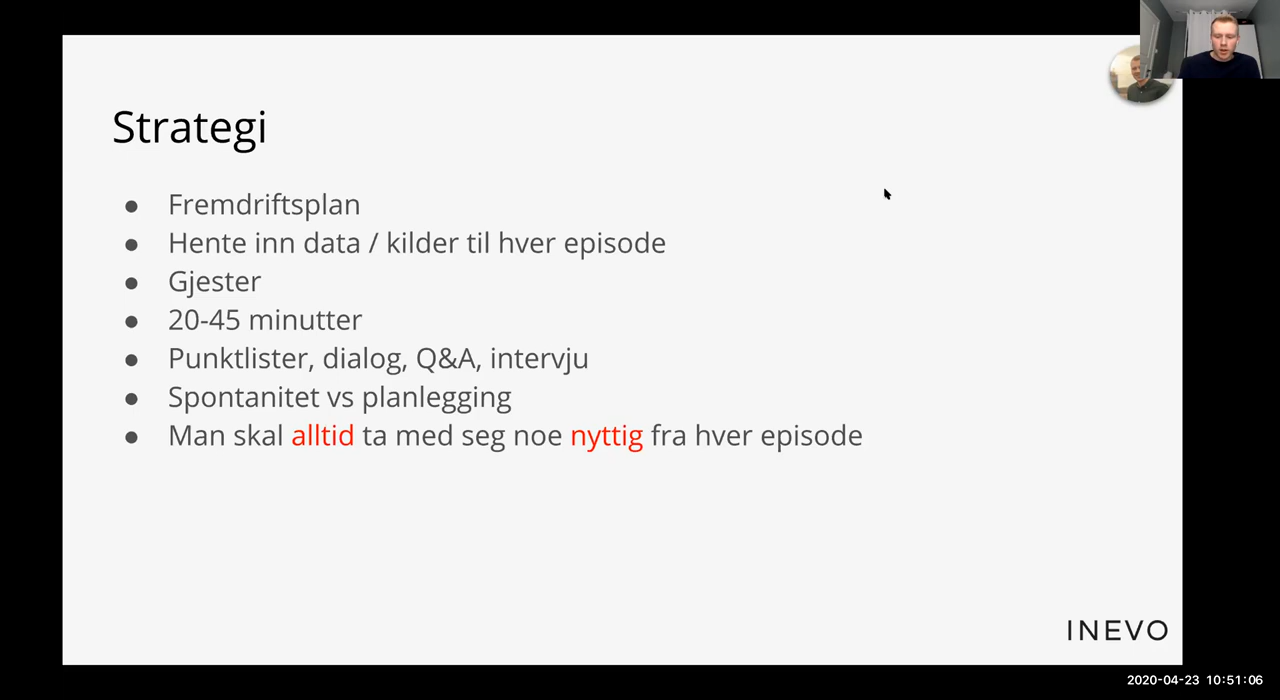 Strategi
● Fremdriftsplan
● Hente inn data / kilder til hver episode
● Gjester
● 20-45 minutter
● Punktlister, dialog, Q&A, intervju
● Spontanitet vs planlegging
● Man skal alltid ta med seg noe nyttig fra hver episode
INEVO
2020-04-23 10:51:06